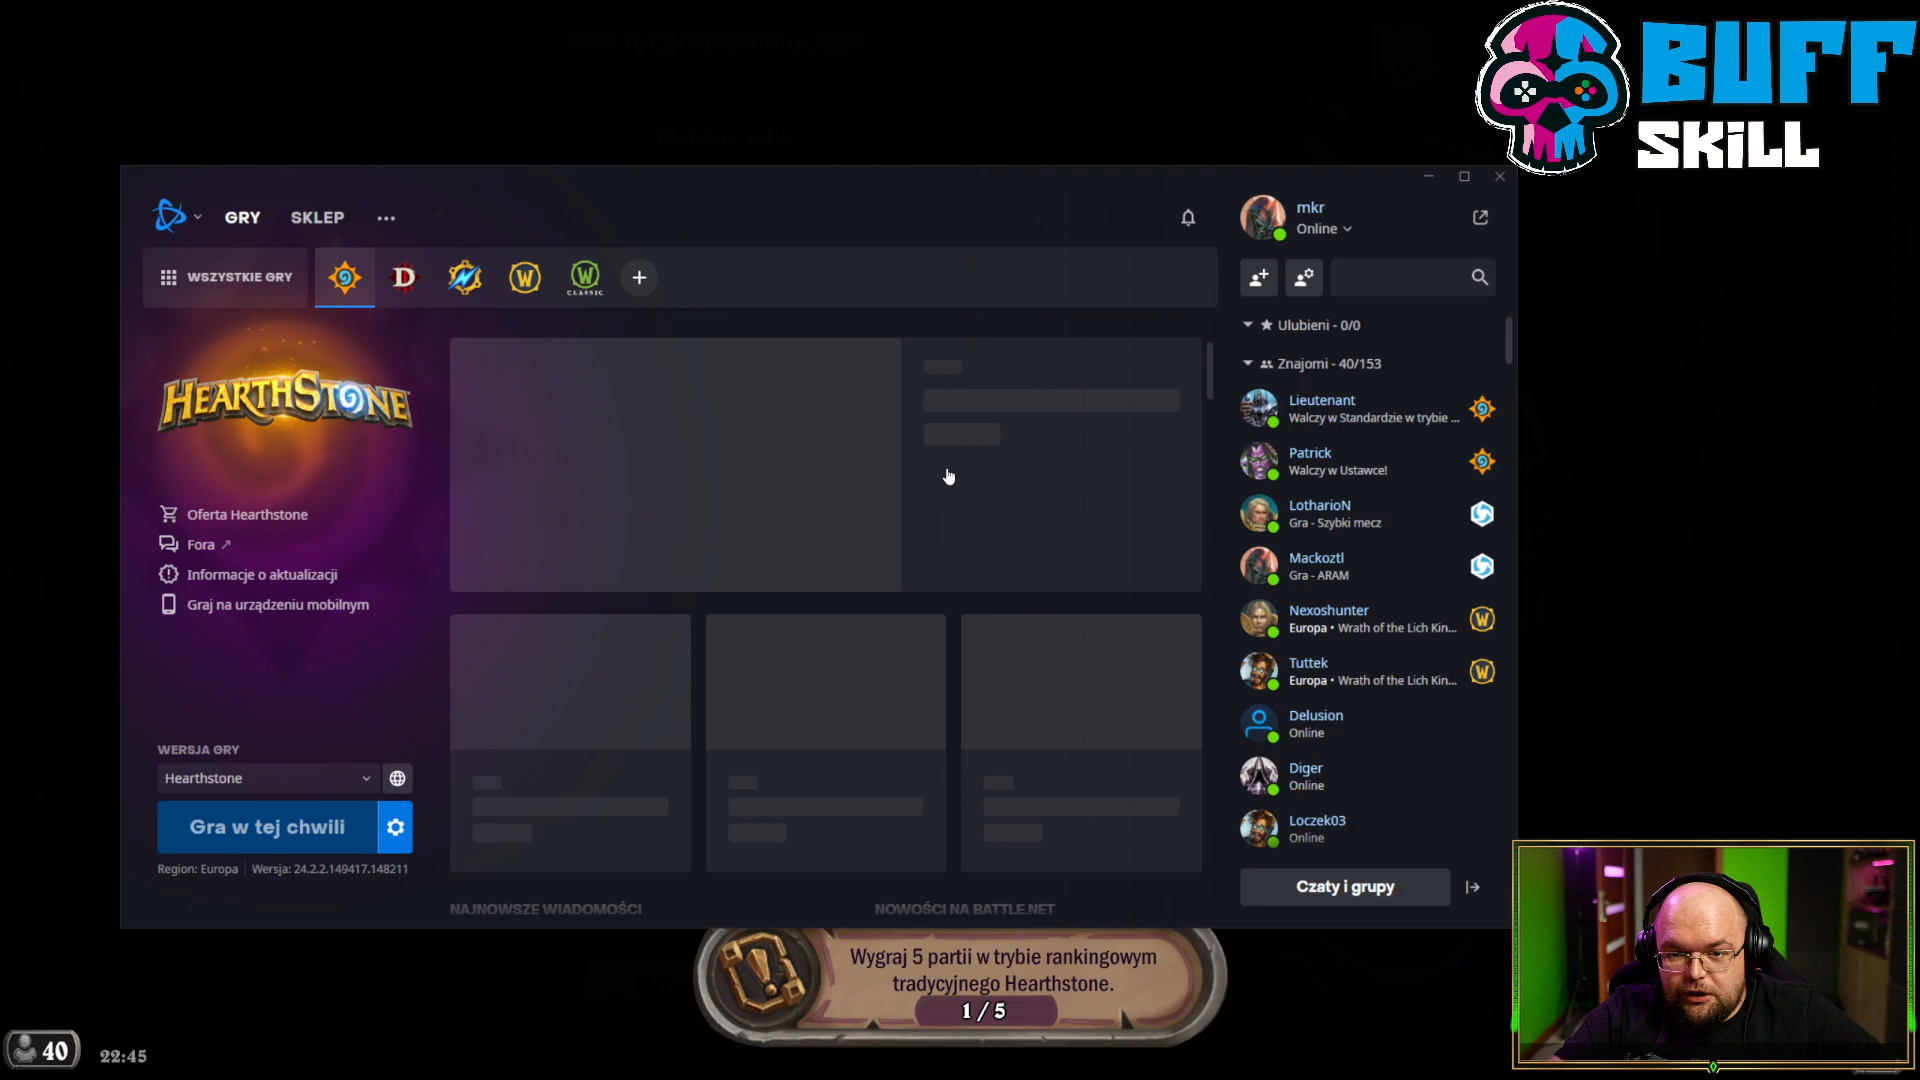 BUFF
SKiLL
GRY
SKLEP
mkr
Online
WSZYSTKIE GRY
D
W
W
CLASSIC
Ulubieni - 0/0
Znajomi - 40/153
HEARTHSTONE
Lieutenant
Walczy w Standardzie w trybie ...
Patrick
Walczy w Ustawce!
LotharioN
Gra - Szybki mecz
Mackoztl
Gra - ARAM
Nexoshunter
Europa • Wrath of the Lich Kin...
Tuttek
Europa • Wrath of the Lich Kin...
Delusion
Online
Diger
Online
Loczek03
Online
Czaty i grupy
Oferta Hearthstone
Fora ↗
Informacje o aktualizacji
Graj na urządzeniu mobilnym
WERSJA GRY
Hearthstone
Gra w tej chwili
Region: Europa
Wersja: 24.2.2.149417.148211
NAJNOWSZE WIADOMOŚCI
NOWOŚCI NA BATTLE.NET
Wygraj 5 partii w trybie rankingowym
tradycyjnego Hearthstone.
1 / 5
40
22:45